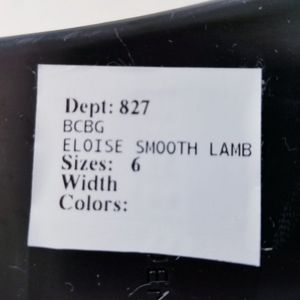 Dept: 827
BCBG
ELOISE SMOOTH LAMB
Sizes: 6
Width
Colors: